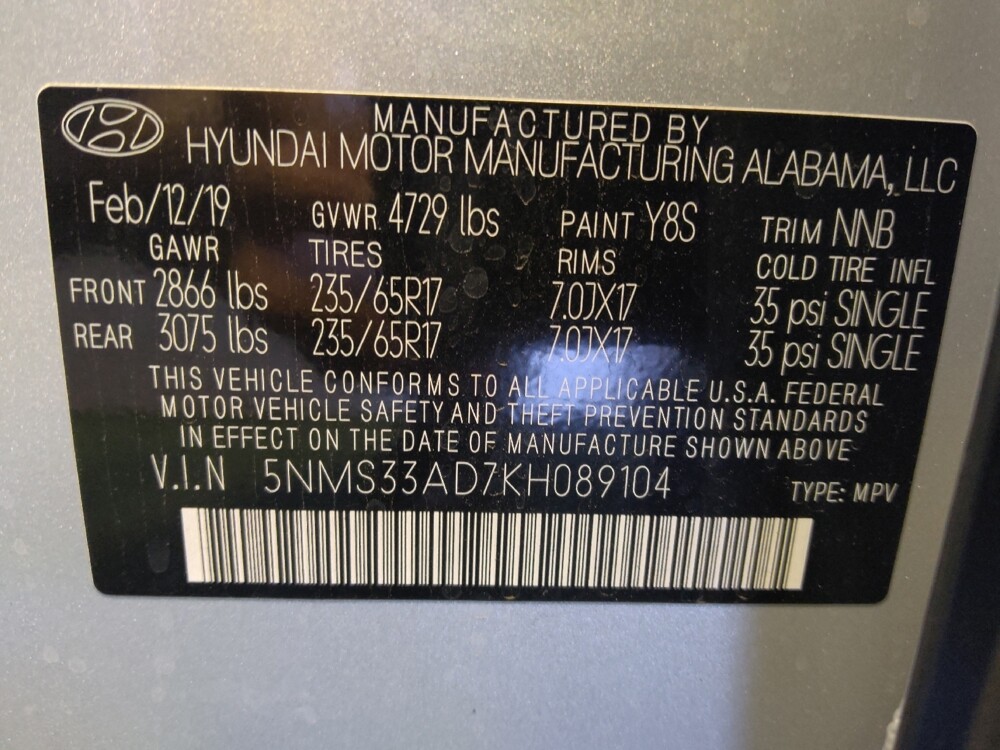 MANUFACTURED BY
HYUNDAI MOTOR MANUFACTURING ALABAMA, LLC
Feb/12/19 GVWR 4729 lbs PAINT Y8S TRIM NNB
GAWR TIRES RIMS COLD TIRE INFL
FRONT 2866 lbs 235/65R17 7.0JX17 35 psi SINGLE
REAR 3075 lbs 235/65R17 7.0JX17 35 psi SINGLE
THIS VEHICLE CONFORMS TO ALL APPLICABLE U.S.A. FEDERAL
MOTOR VEHICLE SAFETY AND THEFT PREVENTION STANDARDS
IN EFFECT ON THE DATE OF MANUFACTURE SHOWN ABOVE
V.I.N 5NMS33AD7KH089104 TYPE: MPV